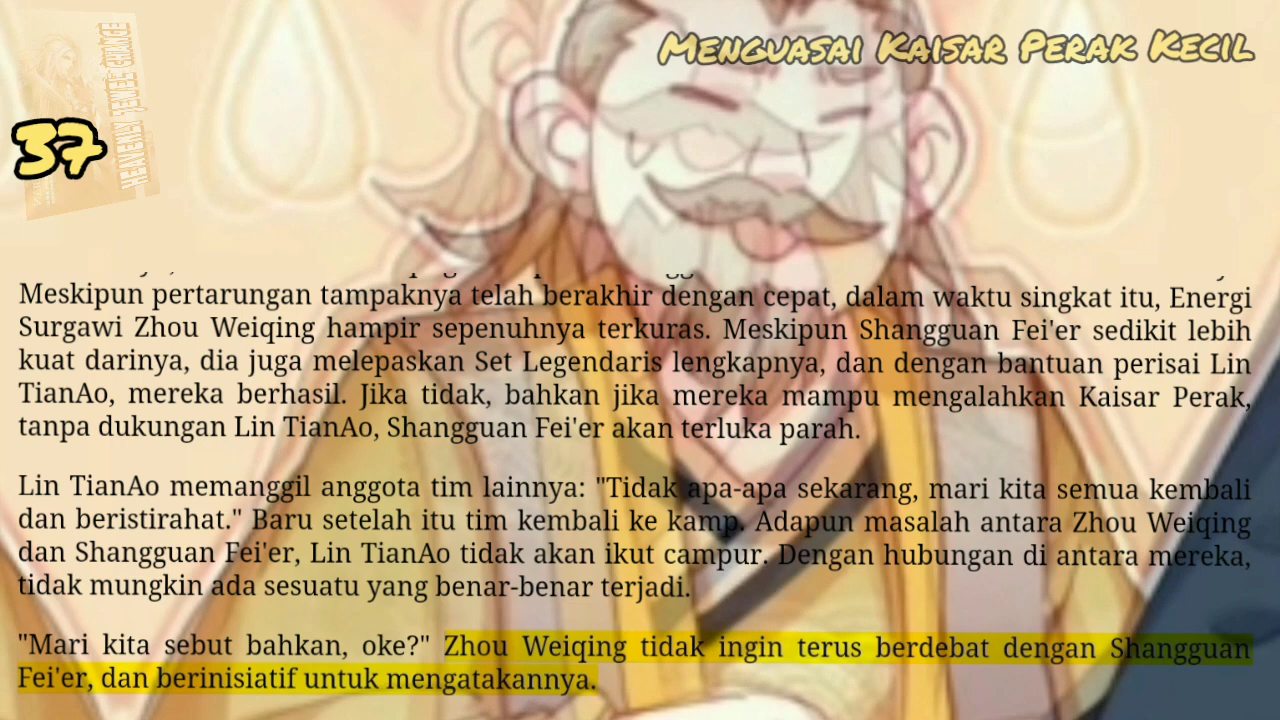 Menguasai Kaisar Perak Kecil
37
HEAVENLY JEWEL CHANGE
Meskipun pertarungan tampaknya telah berakhir dengan cepat, dalam waktu singkat itu, Energi
Surgawi Zhou Weiqing hampir sepenuhnya terkuras. Meskipun Shangguan Fei'er sedikit lebih
kuat darinya, dia juga melepaskan Set Legendaris lengkapnya, dan dengan bantuan perisai Lin
TianAo, mereka berhasil. Jika tidak, bahkan jika mereka mampu mengalahkan Kaisar Perak,
tanpa dukungan Lin TianAo, Shangguan Fei'er akan terluka parah.
Lin TianAo memanggil anggota tim lainnya: "Tidak apa-apa sekarang, mari kita semua kembali
dan beristirahat." Baru setelah itu tim kembali ke kamp. Adapun masalah antara Zhou Weiqing
dan Shangguan Fei'er, Lin TianAo tidak akan ikut campur. Dengan hubungan di antara mereka,
tidak mungkin ada sesuatu yang benar-benar terjadi.
"Mari kita sebut bahkan, oke?" Zhou Weiqing tidak ingin terus berdebat dengan Shangguan
Fei'er, dan berinisiatif untuk mengatakannya.